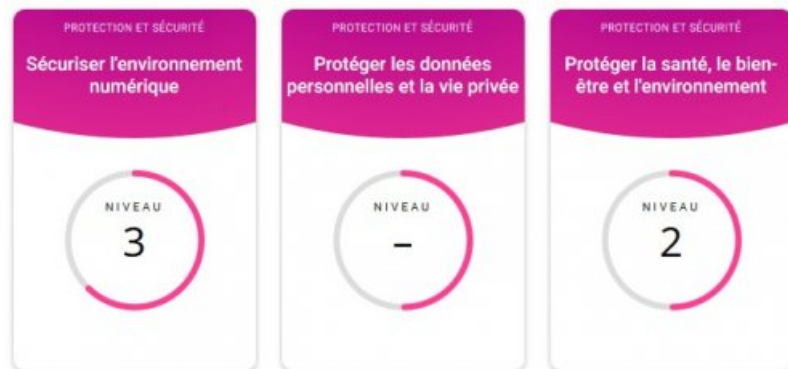 PROTECTION ET SÉCURITÉ
Sécuriser l'environnement
numérique
NIVEAU
3
PROTECTION ET SÉCURITÉ
Protéger les données
personnelles et la vie privée
NIVEAU
–
PROTECTION ET SÉCURITÉ
Protéger la santé, le bien-
être et l'environnement
NIVEAU
2